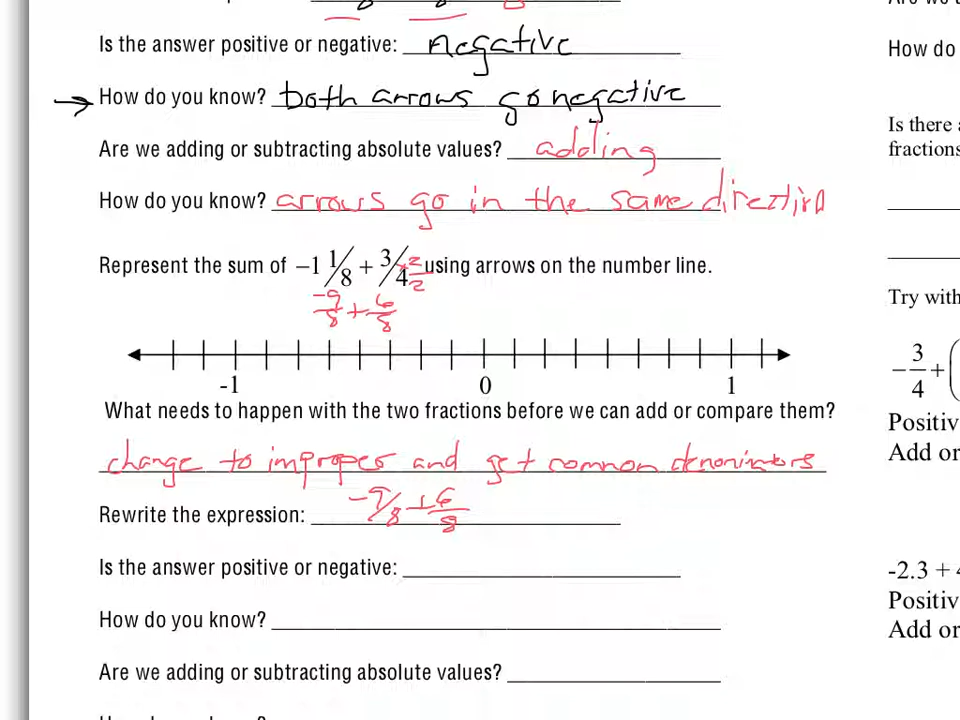 Is the answer positive or negative: negative
→ How do you know? both arrows go negative
Are we adding or subtracting absolute values? adding
How do you know? arrows go in the same direction
Represent the sum of −1 1/8 + 3/4 2/2 using arrows on the number line.
-9/8 + 6/8
-1 0 1
What needs to happen with the two fractions before we can add or compare them?
change to improper and get common denominators
Rewrite the expression: -9/8 + 6/8
Is the answer positive or negative:
How do you know?
Are we adding or subtracting absolute values?
How do
Is there
fractions
Try with
−3/4 + (
Positiv
Add or
-2.3 +
Positiv
Add or